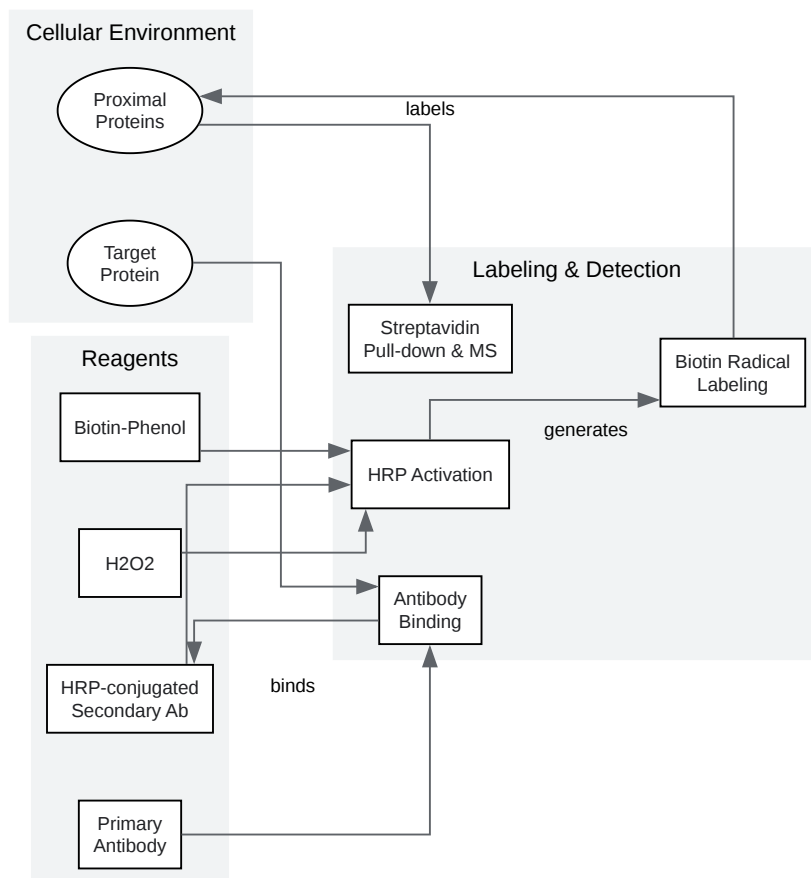 Cellular Environment
Proximal
Proteins
labels
Target
Protein
Labeling & Detection
Streptavidin
Pull-down & MS
Biotin Radical
Labeling
Reagents
Biotin-Phenol
generates
HRP Activation
H2O2
Antibody
Binding
HRP-conjugated
Secondary Ab
binds
Primary
Antibody